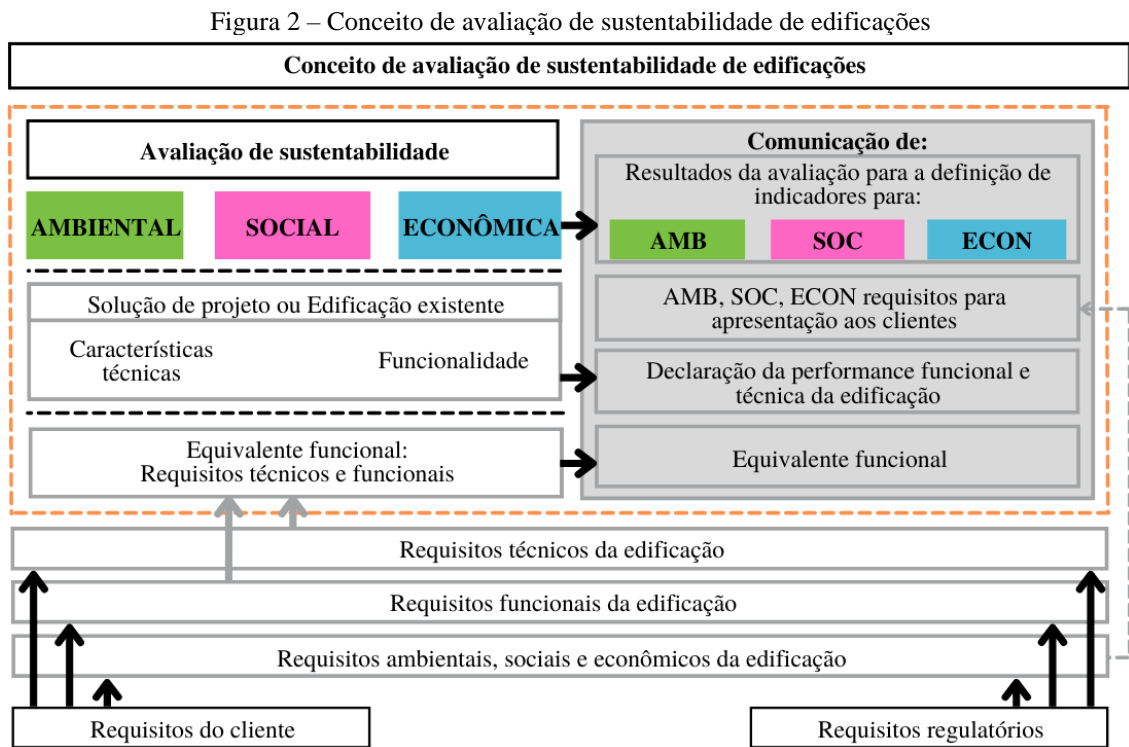 Figura 2 – Conceito de avaliação de sustentabilidade de edificações
Conceito de avaliação de sustentabilidade de edificações
Avaliação de sustentabilidade
AMBIENTAL
SOCIAL
ECONÔMICA
Solução de projeto ou Edificação existente
Características
técnicas
Funcionalidade
Equivalente funcional:
Requisitos técnicos e funcionais
Comunicação de:
Resultados da avaliação para a definição de
indicadores para:
AMB
SOC
ECON
AMB, SOC, ECON requisitos para
apresentação aos clientes
Declaração da performance funcional e
técnica da edificação
Equivalente funcional
Requisitos técnicos da edificação
Requisitos funcionais da edificação
Requisitos ambientais, sociais e econômicos da edificação
Requisitos do cliente
Requisitos regulatórios